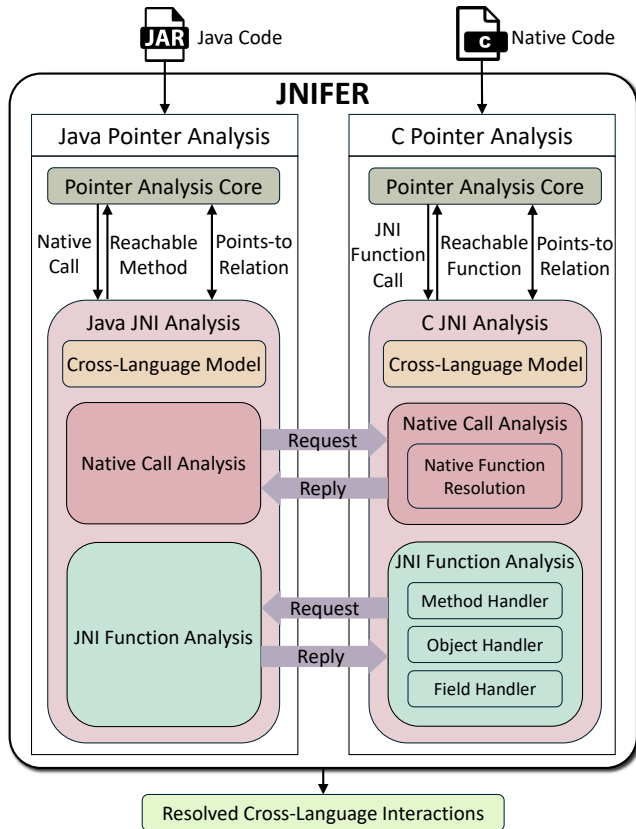 JAR
Java Code
C
Native Code
JNIFER
Java Pointer Analysis
Pointer Analysis Core
Native
Call
Reachable
Method
Points-to
Relation
Java JNI Analysis
Cross-Language Model
Native Call Analysis
JNI Function Analysis
C Pointer Analysis
Pointer Analysis Core
JNI
Function
Call
Reachable
Function
Points-to
Relation
C JNI Analysis
Cross-Language Model
Native Call Analysis
Native Function
Resolution
JNI Function Analysis
Method Handler
Object Handler
Field Handler
Request
Reply
Request
Reply
Resolved Cross-Language Interactions